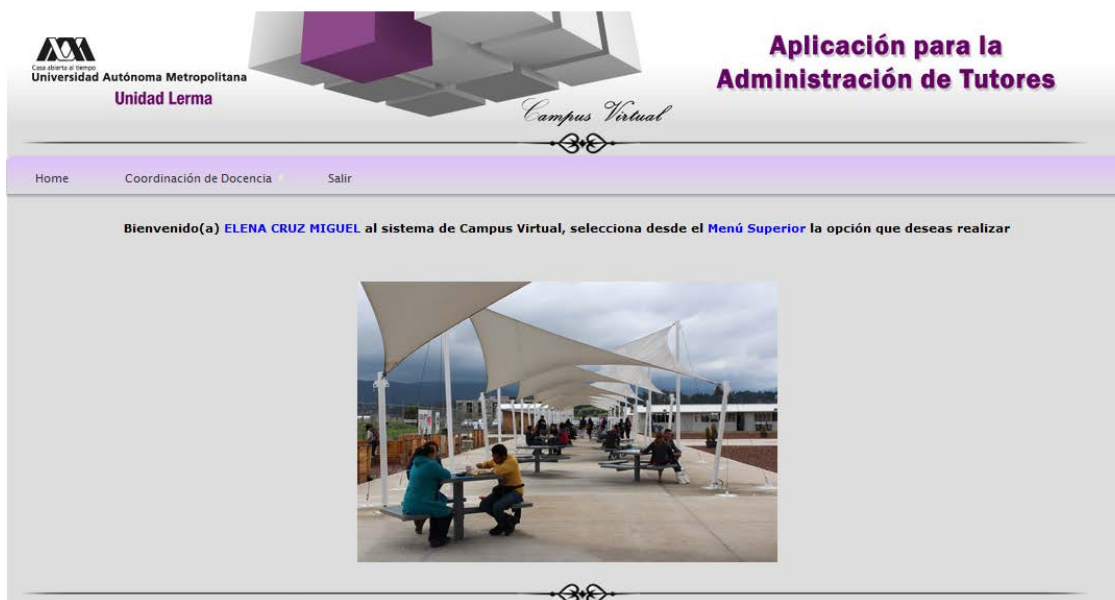 Casa abierta al tiempo
Universidad Autónoma Metropolitana
Unidad Lerma
Campus Virtual
Aplicación para la
Administración de Tutores
Home Coordinación de Docencia Salir
Bienvenido(a) ELENA CRUZ MIGUEL al sistema de Campus Virtual, selecciona desde el Menú Superior la opción que deseas realizar